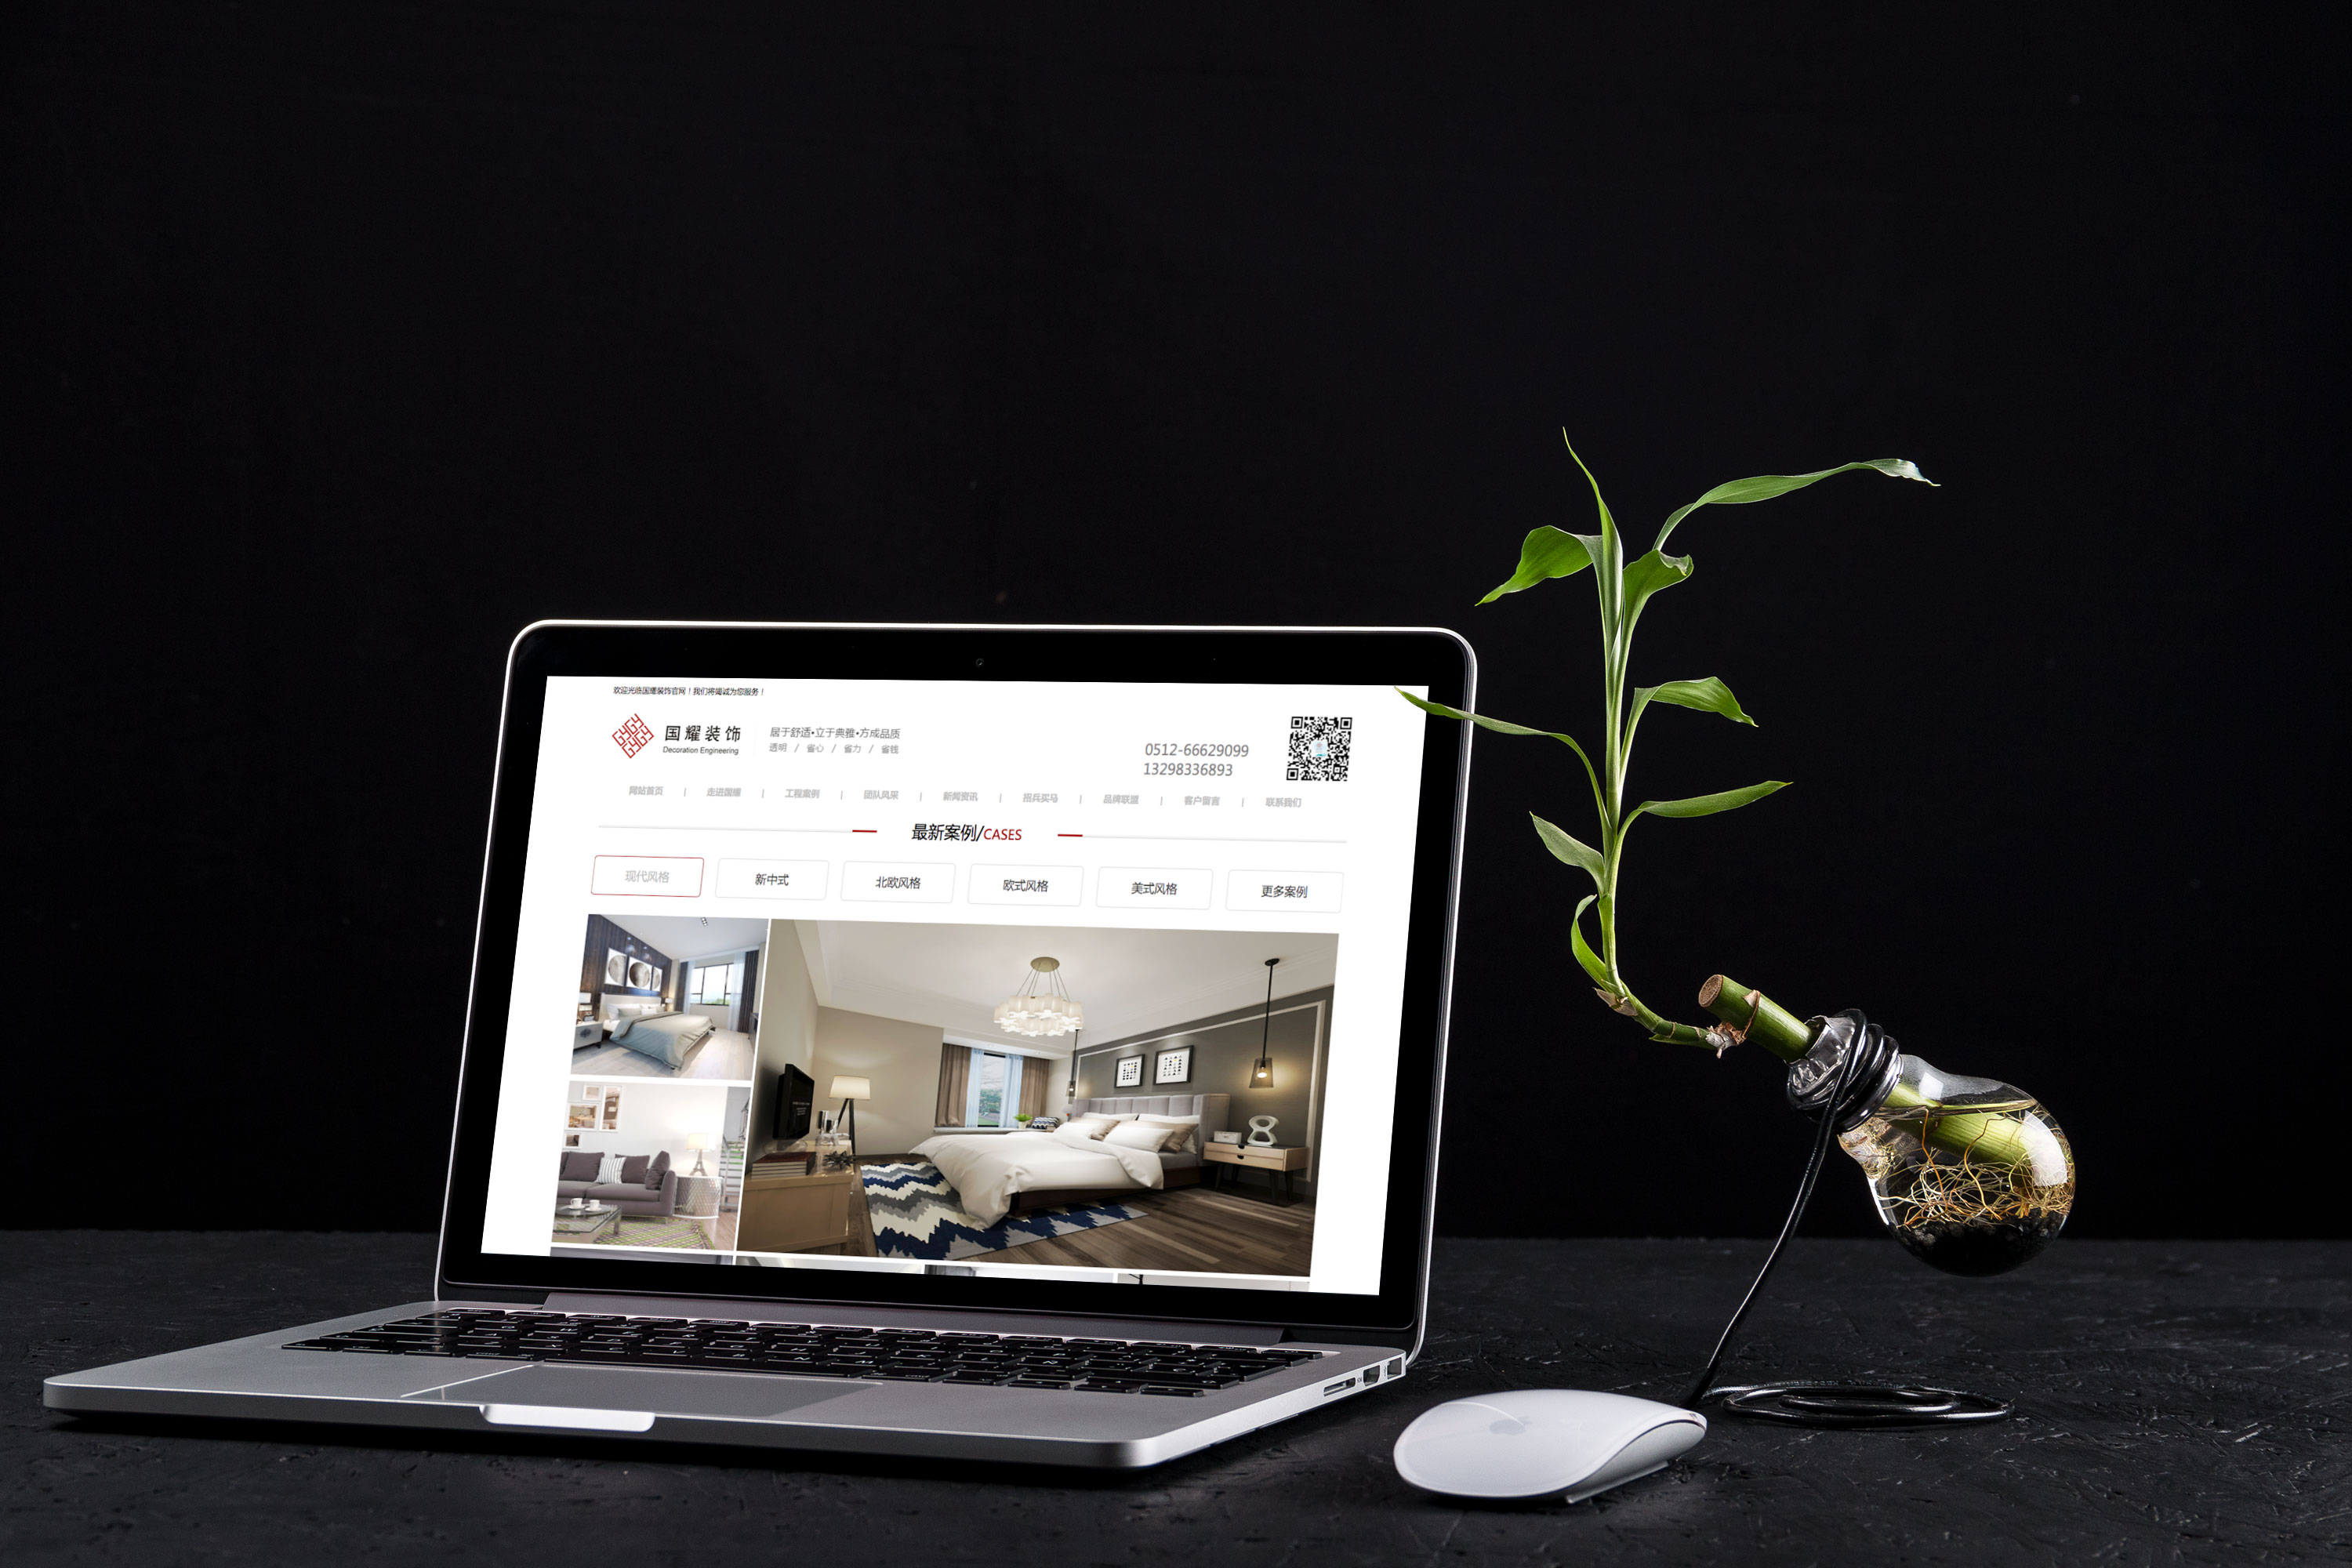 欢迎光临国耀装饰官网！我们将竭诚为您服务！
国耀装饰
Decoration Engineering
居于舒适•立于典雅•方成品质
透明 / 省心 / 省力 / 省钱
0512-66629099
13298336893
网站首页 | 走进国耀 | 工程案例 | 团队风采 | 新闻资讯 | 招兵买马 | 品牌联盟 | 客户留言 | 联系我们
最新案例/CASES
现代风格 新中式 北欧风格 欧式风格 美式风格 更多案例